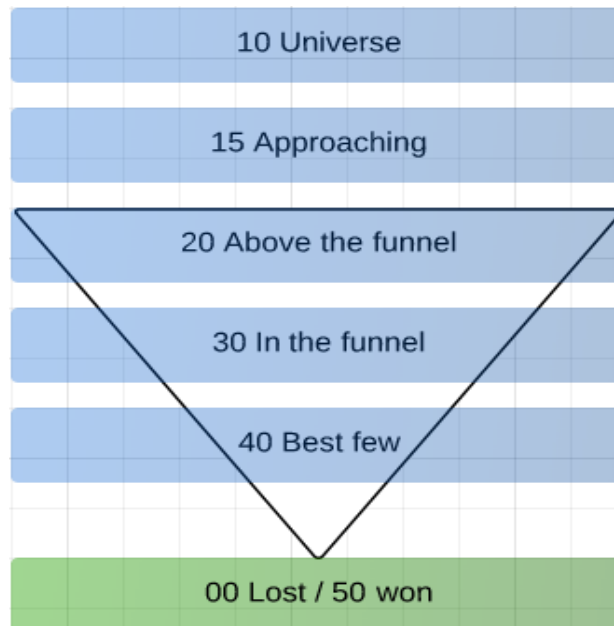 10 Universe
15 Approaching
20 Above the funnel
30 In the funnel
40 Best few
00 Lost / 50 won